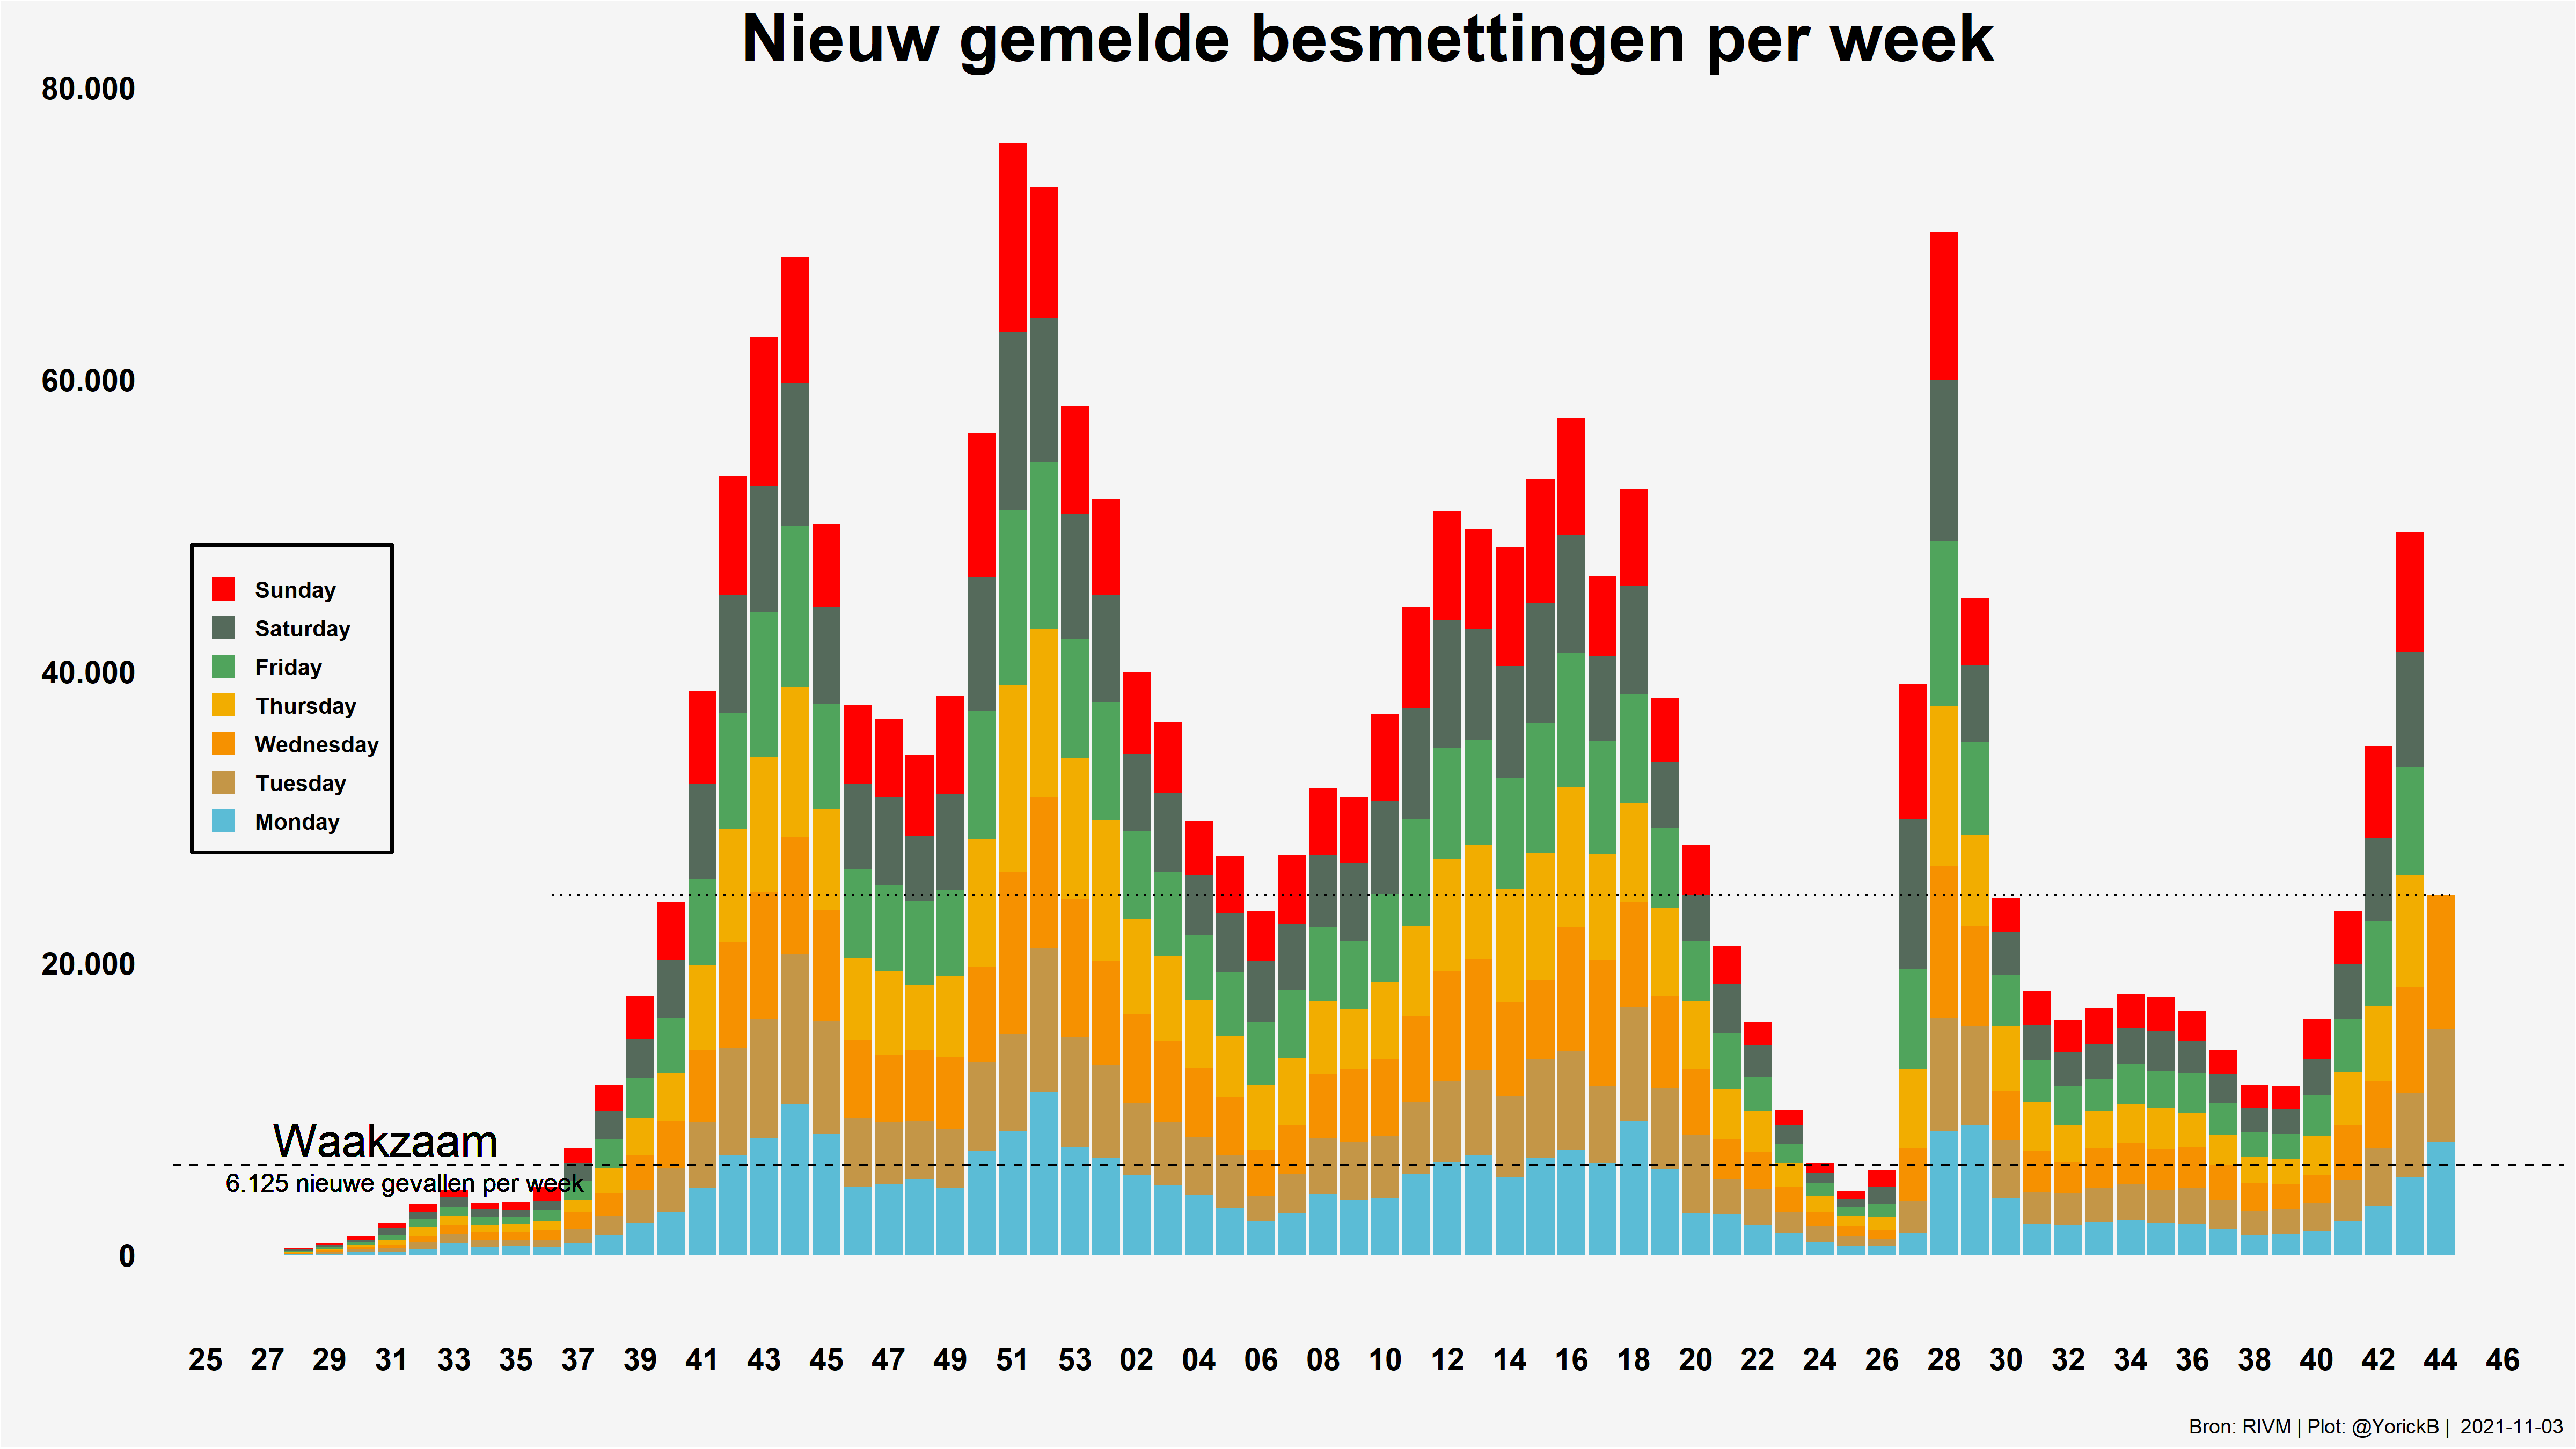 Nieuw gemelde besmettingen per week
80.000
60.000
40.000
20.000
0
Sunday
Saturday
Friday
Thursday
Wednesday
Tuesday
Monday
Waakzaam
6.125 nieuwe gevallen per week
25 27 29 31 33 35 37 39 41 43 45 47 49 51 53 02 04 06 08 10 12 14 16 18 20 22 24 26 28 30 32 34 36 38 40 42 44 46
Bron: RIVM | Plot: @YorickB | 2021-11-03